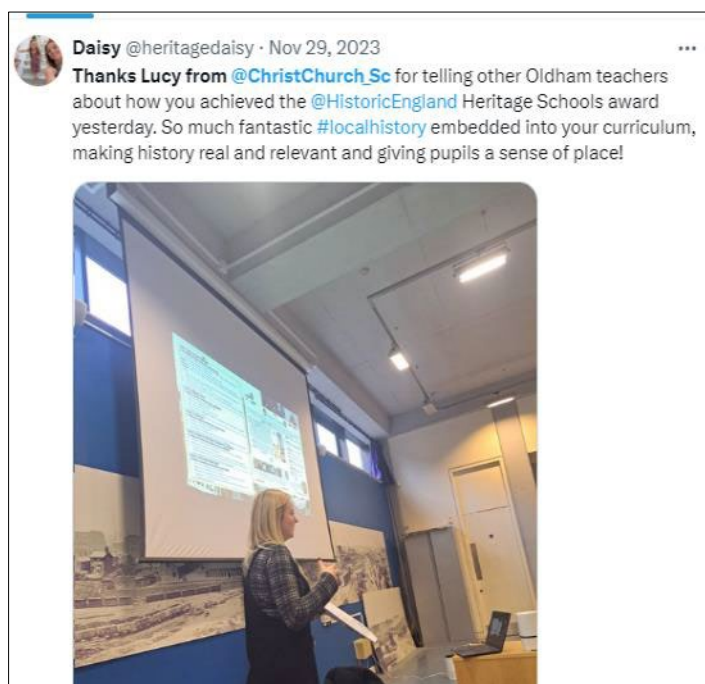 Daisy @heritagedaisy · Nov 29, 2023
Thanks Lucy from @ChristChurch_Sc for telling other Oldham teachers
about how you achieved the @HistoricEngland Heritage Schools award
yesterday. So much fantastic #localhistory embedded into your curriculum,
making history real and relevant and giving pupils a sense of place!